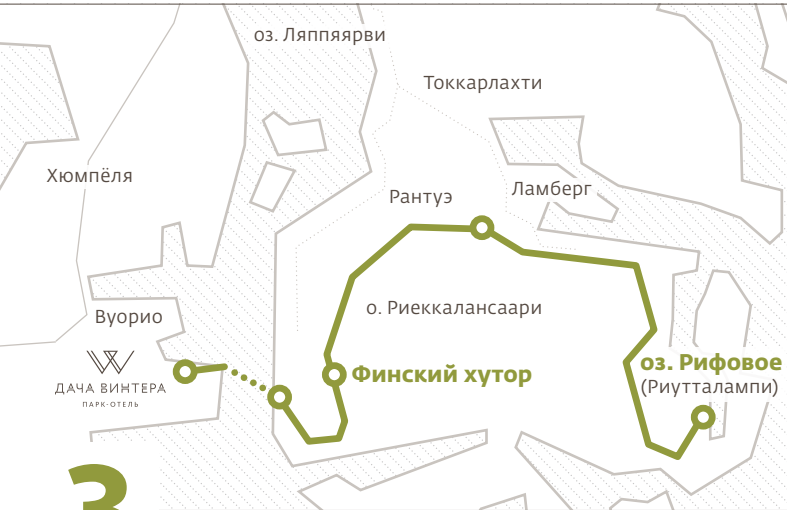 оз. Ляппяярви
Токкарлахти
Хюмпёля
Рантуэ
Ламберг
о. Риеккалансаари
Вуорио
ДАЧА ВИНТЕРА
ПАРК-ОТЕЛЬ
Финский хутор
оз. Рифовое
(Риутталампи)
3